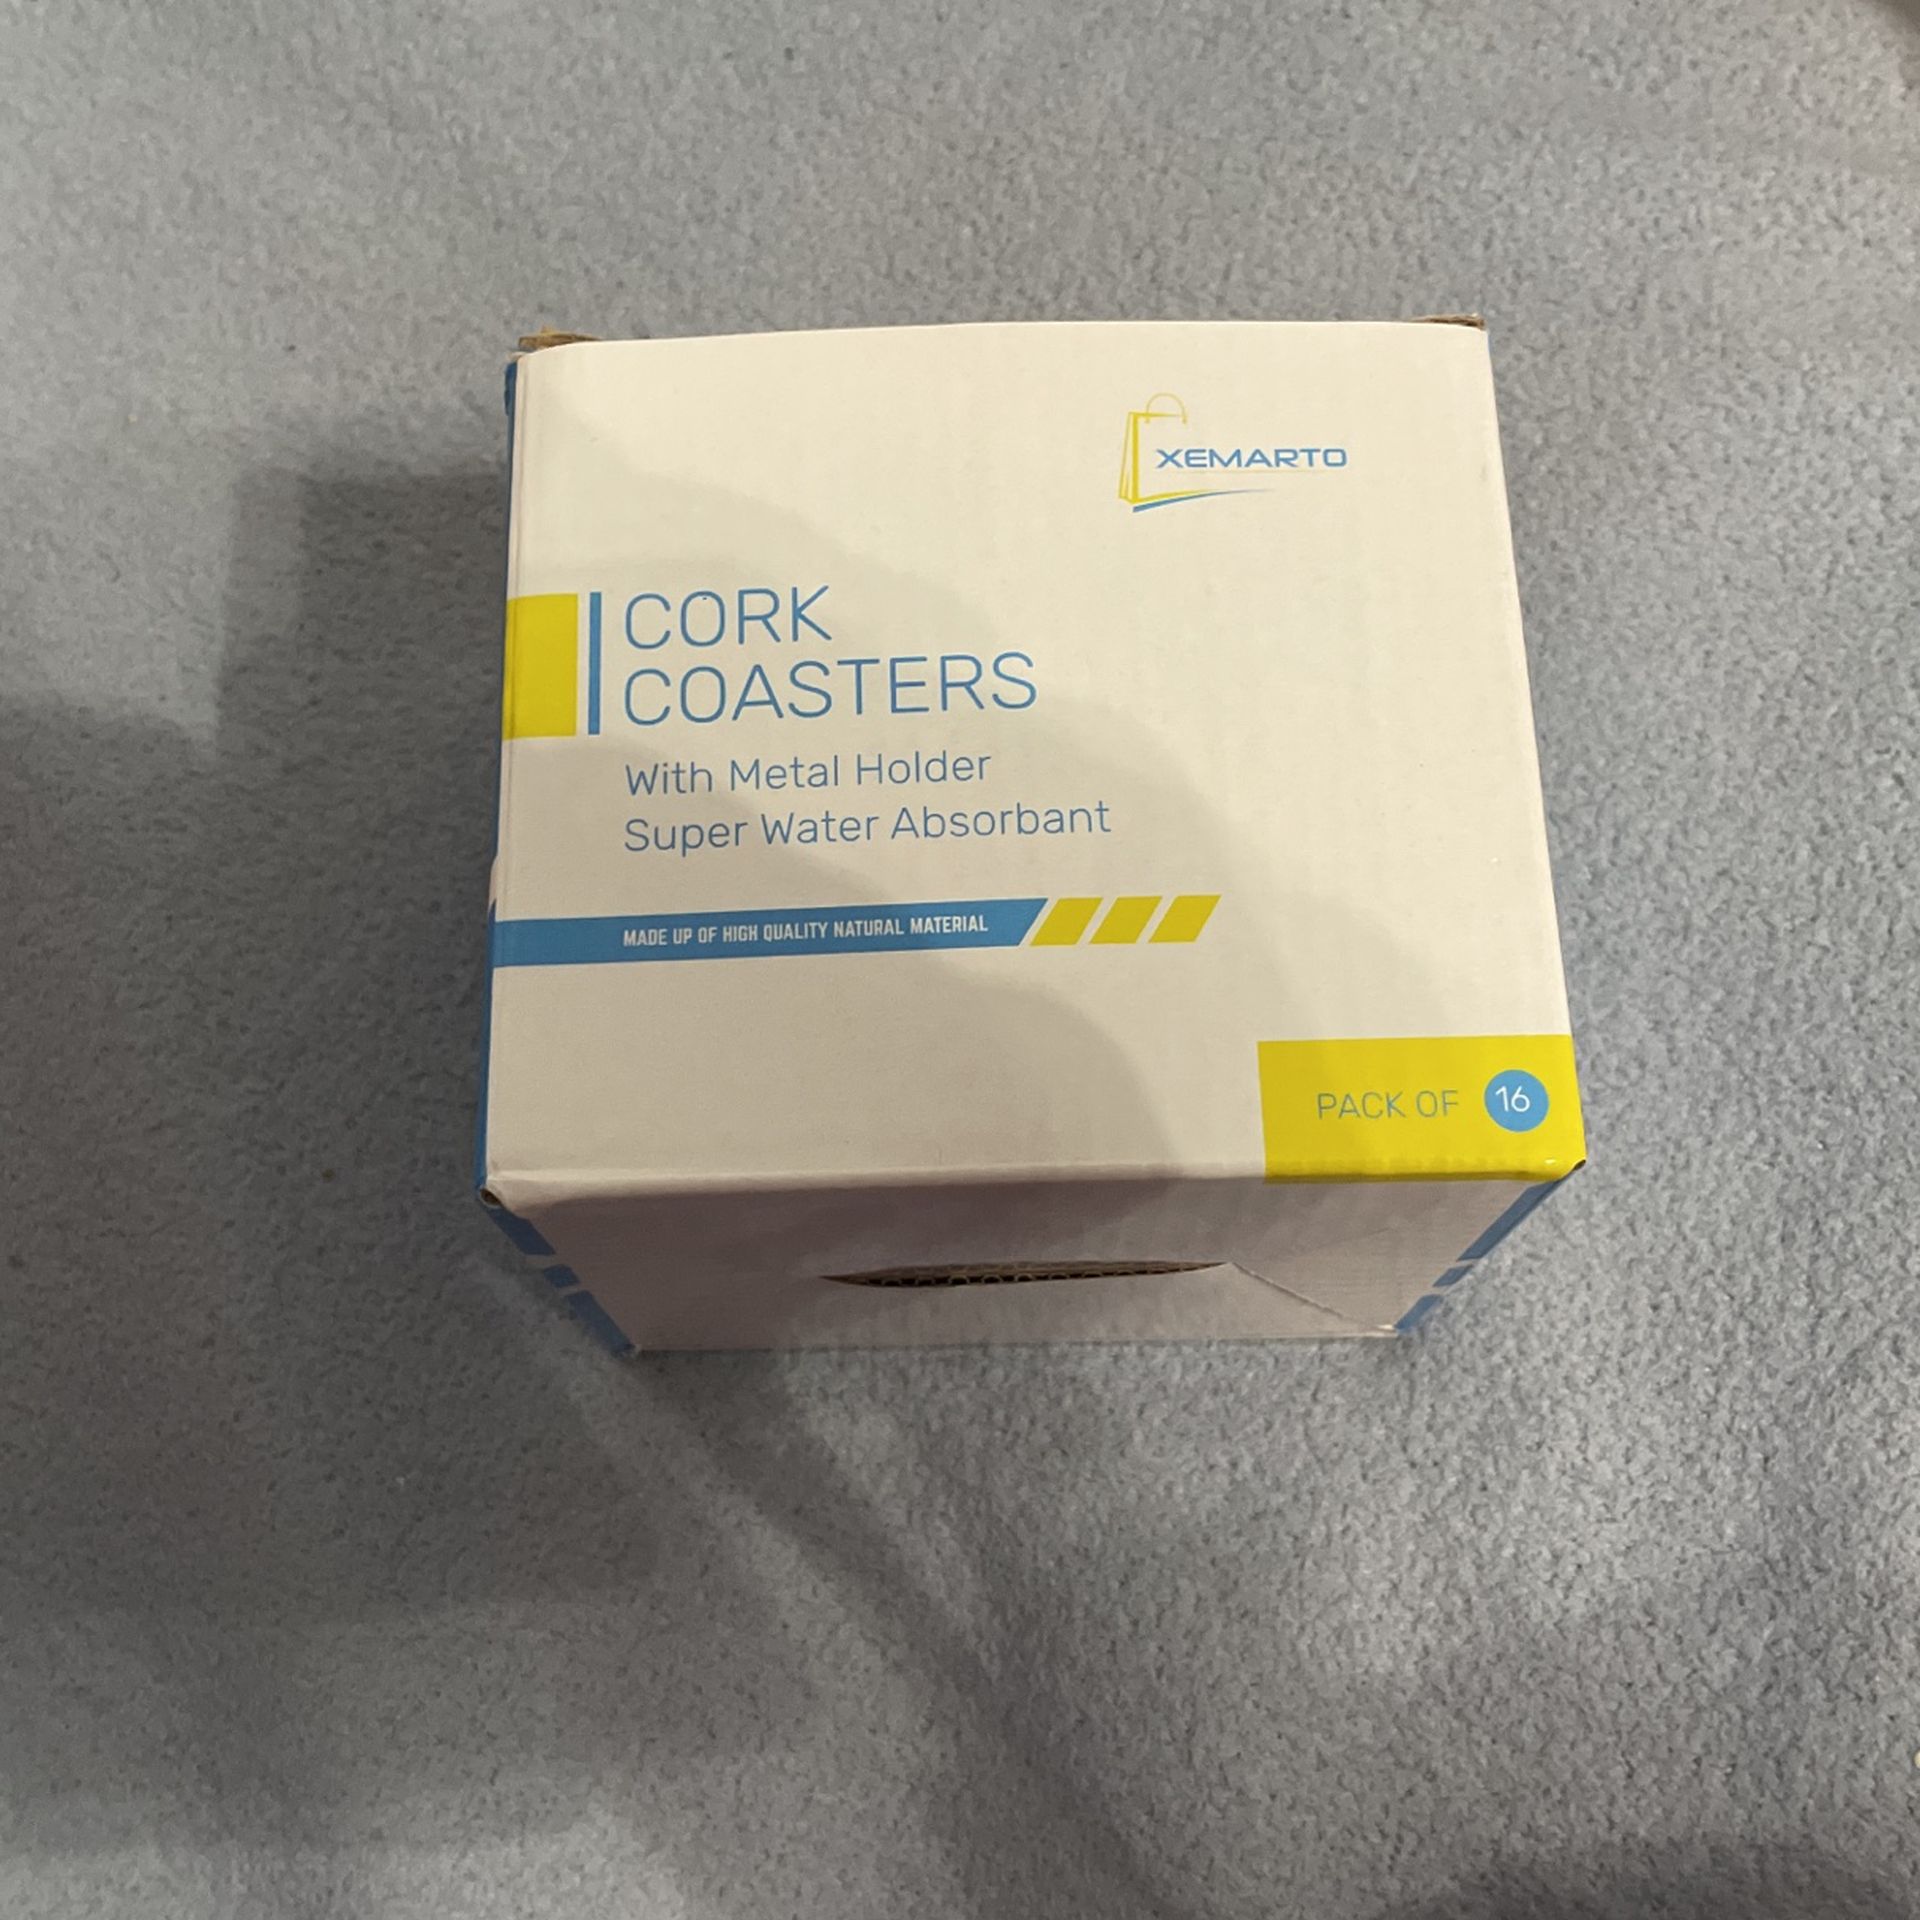 XEMARTO
CORK
COASTERS
With Metal Holder
Super Water Absorbant
MADE UP OF HIGH QUALITY NATURAL MATERIAL
PACK OF 16